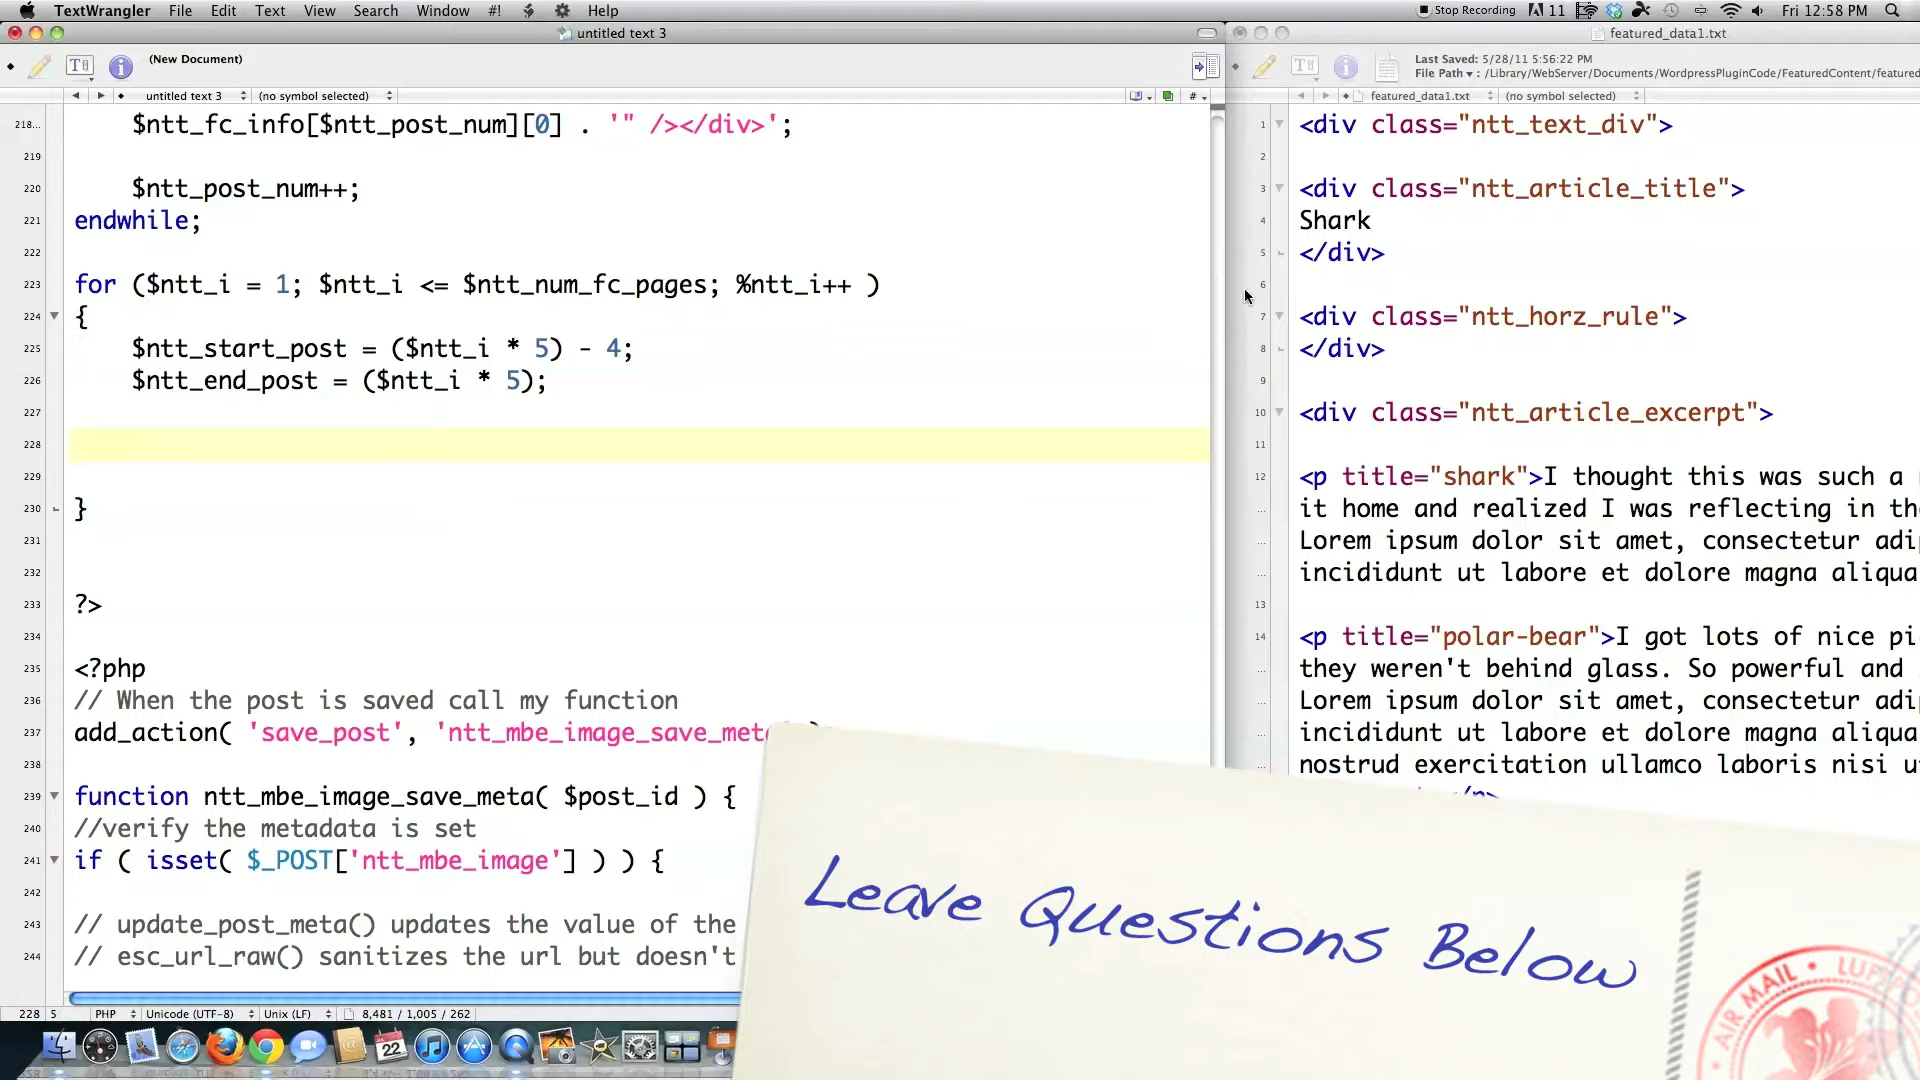 TextWrangler File Edit Text View Search Window #! Help
Stop Recording 11 Fri 12:58 PM
untitled text 3
featured_data1.txt
(New Document)
Last Saved: 5/28/11 5:56:22 PM
File Path ▾ : /Library/WebServer/Documents/WordpressPluginCode/FeaturedContent/featured
untitled text 3 (no symbol selected)
featured_data1.txt (no symbol selected)
218... $ntt_fc_info[$ntt_post_num][0] . '" /></div>';
219
220 $ntt_post_num++;
221 endwhile;
222
223 for ($ntt_i = 1; $ntt_i <= $ntt_num_fc_pages; %ntt_i++ )
224 {
225 $ntt_start_post = ($ntt_i * 5) - 4;
226 $ntt_end_post = ($ntt_i * 5);
227
228
229
230 }
231
232
233 ?>
234
235 <?php
236 // When the post is saved call my function
237 add_action( 'save_post', 'ntt_mbe_image_save_meta
238
239 function ntt_mbe_image_save_meta( $post_id ) {
240 //verify the metadata is set
241 if ( isset( $_POST['ntt_mbe_image'] ) ) {
242
243 // update_post_meta() updates the value of the
244 // esc_url_raw() sanitizes the url but doesn't
228 5 PHP Unicode (UTF-8) Unix (LF) 8,481 / 1,005 / 262
1 <div class="ntt_text_div">
2
3 <div class="ntt_article_title">
4 Shark
5 </div>
6
7 <div class="ntt_horz_rule">
8 </div>
9
10 <div class="ntt_article_excerpt">
11
12 <p title="shark">I thought this was such a
... it home and realized I was reflecting in th
... Lorem ipsum dolor sit amet, consectetur adip
... incididunt ut labore et dolore magna aliqua
13
14 <p title="polar-bear">I got lots of nice pi
... they weren't behind glass. So powerful and
... Lorem ipsum dolor sit amet, consectetur adip
... incididunt ut labore et dolore magna aliqua
... nostrud exercitation ullamco laboris nisi u
Leave Questions Below
AIR MAIL • LUFTPO
22